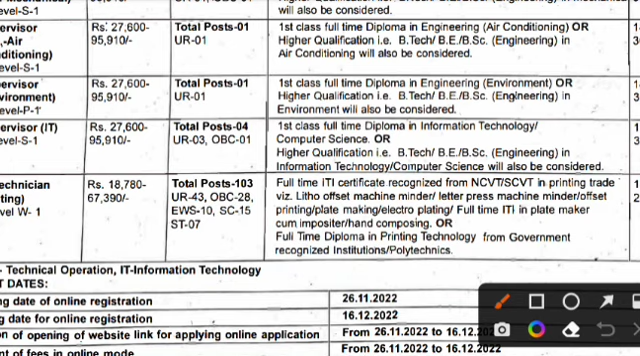 will also be considered.
ervisor Rs. 27,600- Total Posts-01 1st class full time Diploma in Engineering (Air Conditioning) OR
.-Air 95,910/- UR-01 Higher Qualification i.e. B.Tech/ B.E./B.Sc. (Engineering) in
ditioning) Air Conditioning will also be considered.
evel-S-1
ervisor Rs. 27,600- Total Posts-01 1st class full time Diploma in Engineering (Environment) OR
vironment) 95,910/- UR-01 Higher Qualification i.e. B.Tech/ B.E./B.Sc. (Engineering) in
evel-P-1 Environment will also be considered.
ervisor (IT) Rs. 27,600- Total Posts-04 1st class full time Diploma in Information Technology/
evel-S-1 95,910/- UR-03, OBC-01 Computer Science. OR
Higher Qualification i.e. B.Tech/ B.E./B.Sc. (Engineering) in
Information Technology/Computer Science will also be considered.
echnician Rs. 18,780- Total Posts-103 Full time ITI certificate recognized from NCVT/SCVT in printing trade
ting) 67,390/- UR-43, OBC-28, viz. Litho offset machine minder/ letter press machine minder/offset
vel W- 1 EWS-10, SC-15 printing/plate making/electro plating/ Full time ITI in plate maker
ST-07 cum impositer/hand composing. OR
Full Time Diploma in Printing Technology from Government
recognized Institutions/Polytechnics.
- Technical Operation, IT-Information Technology
T DATES:
ng date of online registration 26.11.2022
g date for online registration 16.12.2022
n of opening of website link for applying online application From 26.11.2022 to 16.12.202
nt of fees in online mode From 26.11.2022 to 16.12.2022